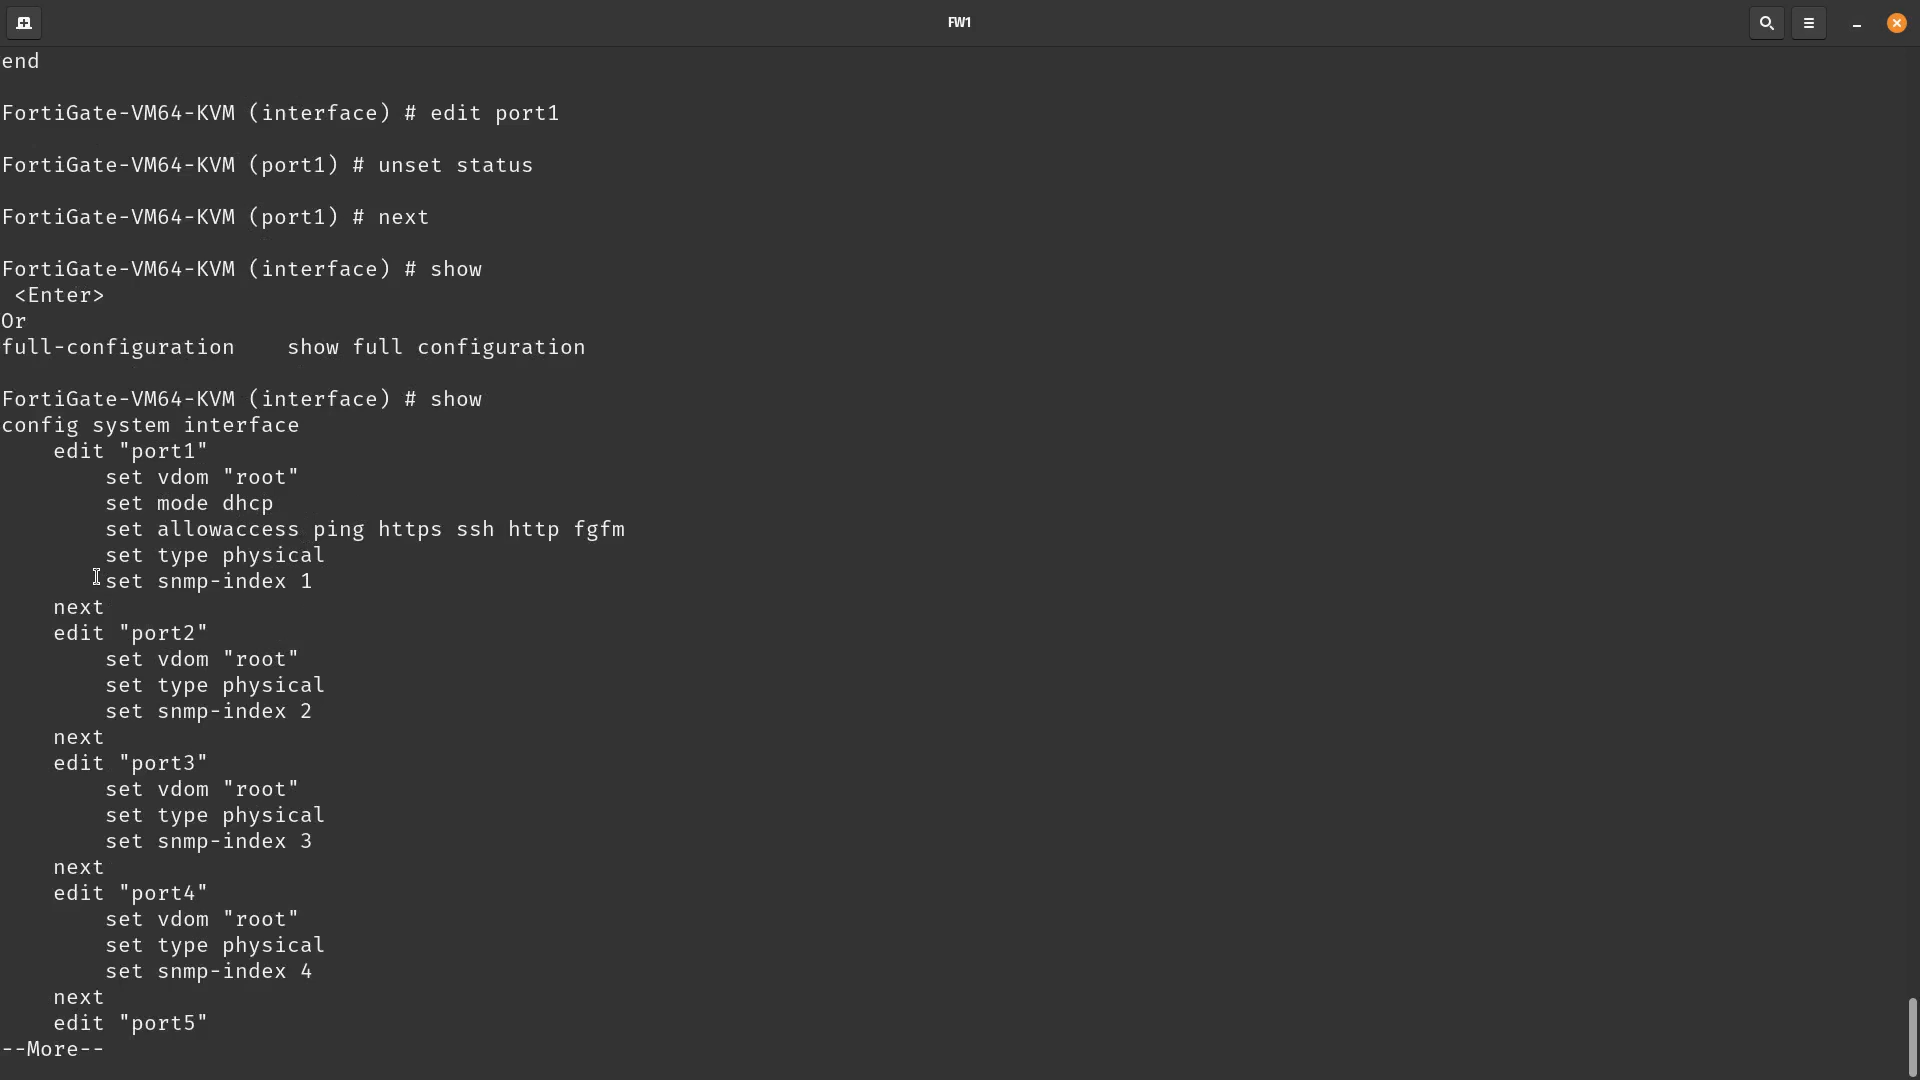 FW1
end
FortiGate-VM64-KVM (interface) # edit port1
FortiGate-VM64-KVM (port1) # unset status
FortiGate-VM64-KVM (port1) # next
FortiGate-VM64-KVM (interface) # show
 <Enter>
Or
full-configuration    show full configuration
FortiGate-VM64-KVM (interface) # show
config system interface
    edit "port1"
        set vdom "root"
        set mode dhcp
        set allowaccess ping https ssh http fgfm
        set type physical
        set snmp-index 1
    next
    edit "port2"
        set vdom "root"
        set type physical
        set snmp-index 2
    next
    edit "port3"
        set vdom "root"
        set type physical
        set snmp-index 3
    next
    edit "port4"
        set vdom "root"
        set type physical
        set snmp-index 4
    next
    edit "port5"
--More--